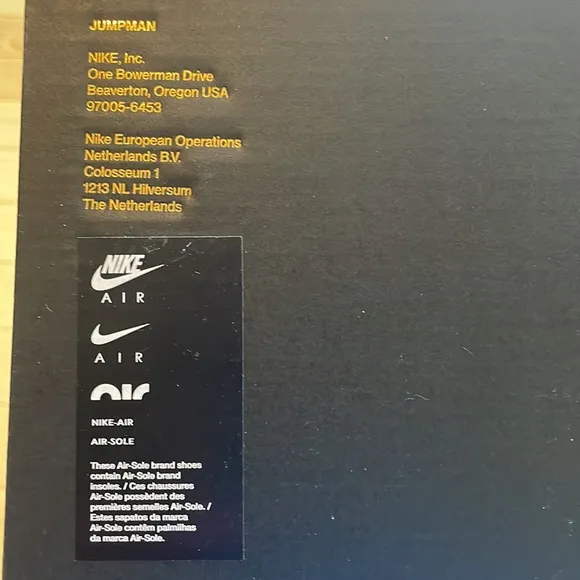 JUMPMAN
NIKE, Inc.
One Bowerman Drive
Beaverton, Oregon USA
97005-6453
Nike European Operations
Netherlands B.V.
Colosseum 1
1213 NL Hilversum
The Netherlands
NIKE
AIR
AIR
air
NIKE-AIR
AIR-SOLE
These Air-Sole brand shoes
contain Air-Sole brand
insoles. / Ces chaussures
Air-Sole possèdent des
premières semelles Air-Sole. /
Estes sapatos da marca
Air-Sole contêm palmilhas
da marca Air-Sole.